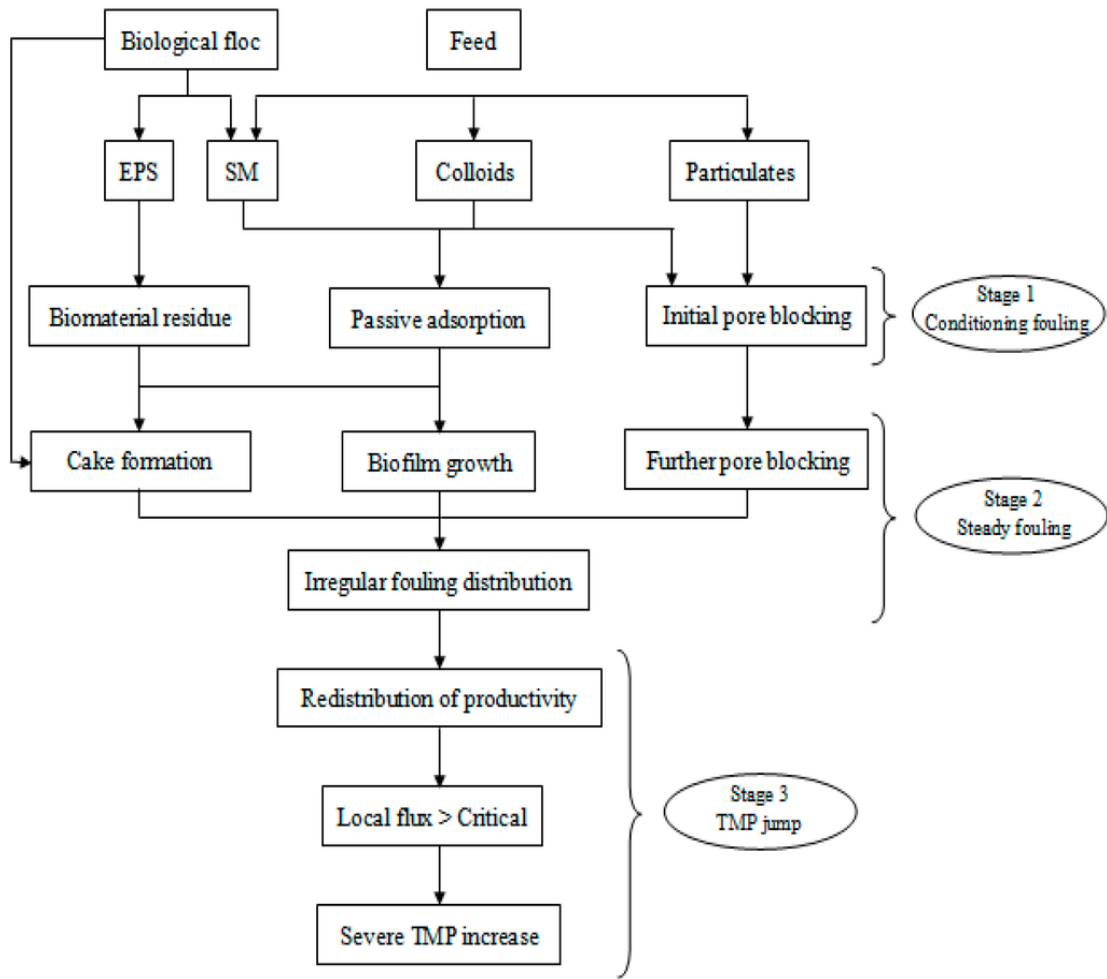 Biological floc
Feed
EPS
SM
Colloids
Particulates
Biomaterial residue
Passive adsorption
Initial pore blocking
Stage 1
Conditioning fouling
Cake formation
Biofilm growth
Further pore blocking
Stage 2
Steady fouling
Irregular fouling distribution
Redistribution of productivity
Local flux > Critical
Stage 3
TMP jump
Severe TMP increase